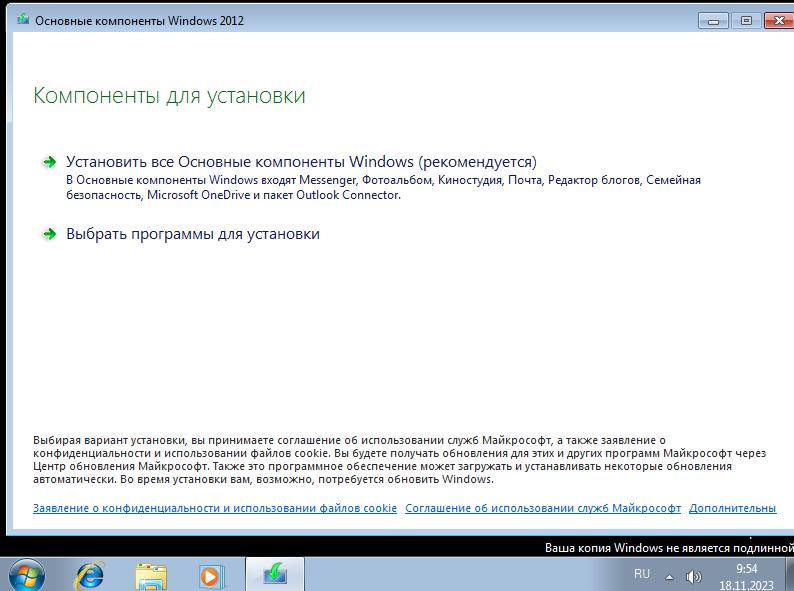 Основные компоненты Windows 2012
Компоненты для установки
Установить все Основные компоненты Windows (рекомендуется)
В Основные компоненты Windows входят Messenger, Фотоальбом, Киностудия, Почта, Редактор блогов, Семейная
безопасность, Microsoft OneDrive и пакет Outlook Connector.
Выбрать программы для установки
Выбирая вариант установки, вы принимаете соглашение об использовании служб Майкрософт, а также заявление о
конфиденциальности и использовании файлов cookie. Вы будете получать обновления для этих и других программ Майкрософт через
Центр обновления Майкрософт. Также это программное обеспечение может загружать и устанавливать некоторые обновления
автоматически. Во время установки вам, возможно, потребуется обновить Windows.
Заявление о конфиденциальности и использовании файлов cookie Соглашение об использовании служб Майкрософт Дополнительны
Ваша копия Windows не является подлинной
RU 9:54
18.11.2023